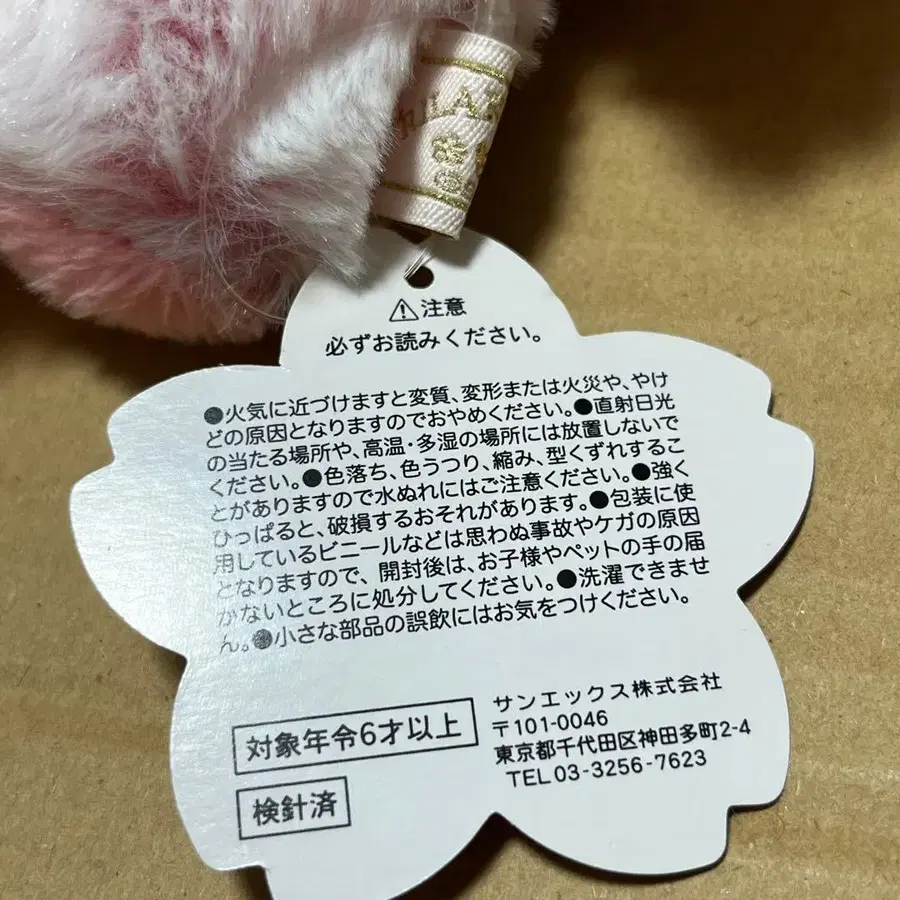 ⚠注意
必ずお読みください。
●火気に近づけますと変質、変形または火災や、やけ
どの原因となりますのでおやめください。●直射日光
の当たる場所や、高温・多湿の場所には放置しないで
ください。●色落ち、色うつり、縮み、型くずれするこ
とがありますので水ぬれにはご注意ください。●強く
ひっぱると、破損するおそれがあります。●包装に使
用しているビニールなどは思わぬ事故やケガの原因
となりますので、開封後は、お子様やペットの手の届
かないところに処分してください。●洗濯できませ
ん。●小さな部品の誤飲にはお気をつけください。
対象年令6才以上
検針済
サンエックス株式会社
〒101-0046
東京都千代田区神田多町2-4
TEL 03-3256-7623